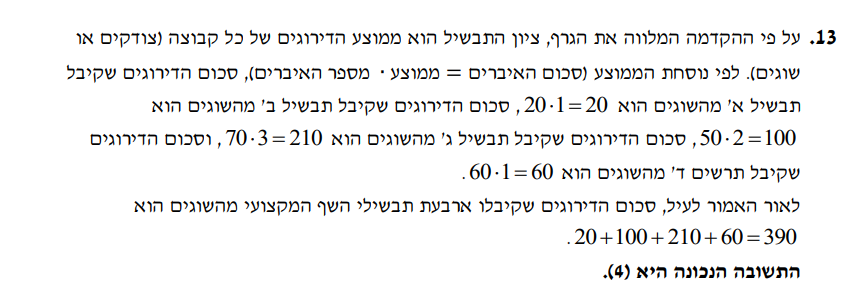 13. על פי ההקדמה המלווה את הגרף, ציון התבשיל הוא ממוצע הדירוגים של כל קבוצה (צודקים או
שוגים). לפי נוסחת הממוצע (סכום האיברים = ממוצע · מספר האיברים), סכום הדירוגים שקיבל
תבשיל א' מהשוגים הוא 20·1=20, סכום הדירוגים שקיבל תבשיל ב' מהשוגים הוא
50·2=100, סכום הדירוגים שקיבל תבשיל ג' מהשוגים הוא 70·3=210, וסכום הדירוגים
שקיבל תרשים ד' מהשוגים הוא 60·1=60.
לאור האמור לעיל, סכום הדירוגים שקיבלו ארבעת תבשילי השף המקצועי מהשוגים הוא
20+100+210+60=390.
התשובה הנכונה היא (4).